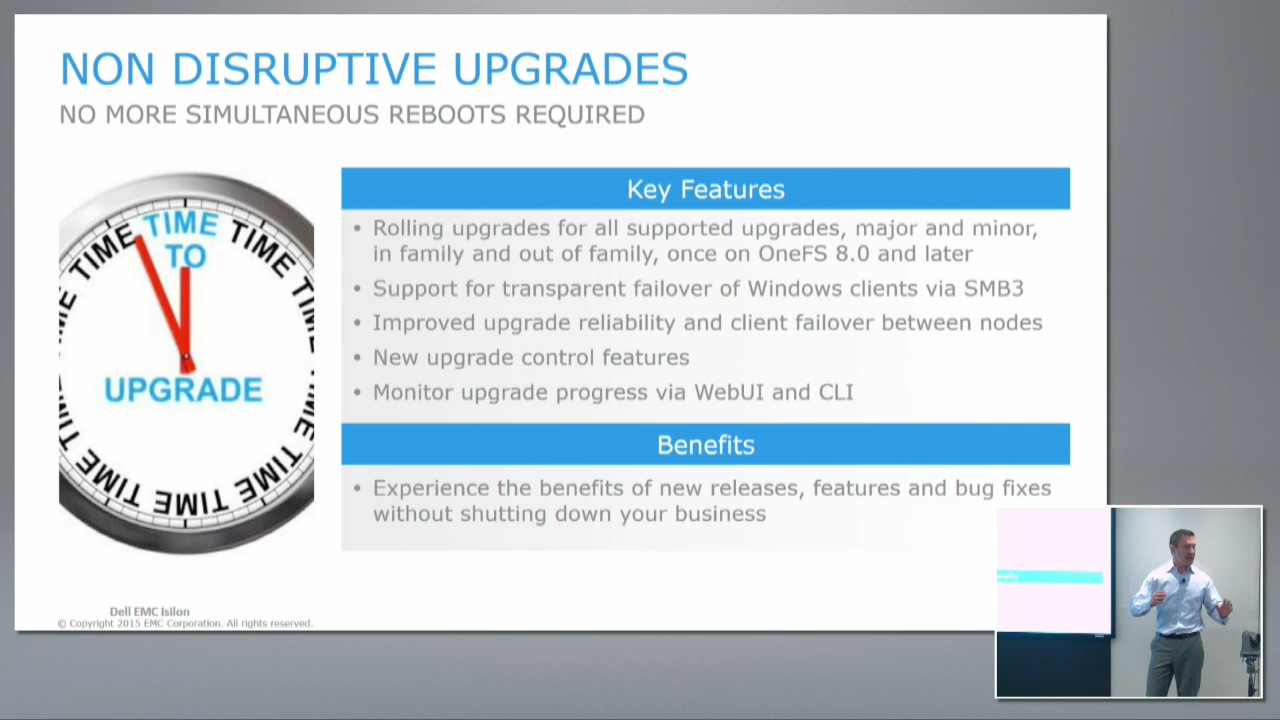 NON DISRUPTIVE UPGRADES
NO MORE SIMULTANEOUS REBOOTS REQUIRED
TIME TIME TIME
TO
TIME TIME
TIME TIME
UPGRADE
TIME TIME
TIME TIME TIME
Key Features
• Rolling upgrades for all supported upgrades, major and minor,
in family and out of family, once on OneFS 8.0 and later
• Support for transparent failover of Windows clients via SMB3
• Improved upgrade reliability and client failover between nodes
• New upgrade control features
• Monitor upgrade progress via WebUI and CLI
Benefits
• Experience the benefits of new releases, features and bug fixes
without shutting down your business
Dell EMC Isilon
© Copyright 2015 EMC Corporation. All rights reserved.